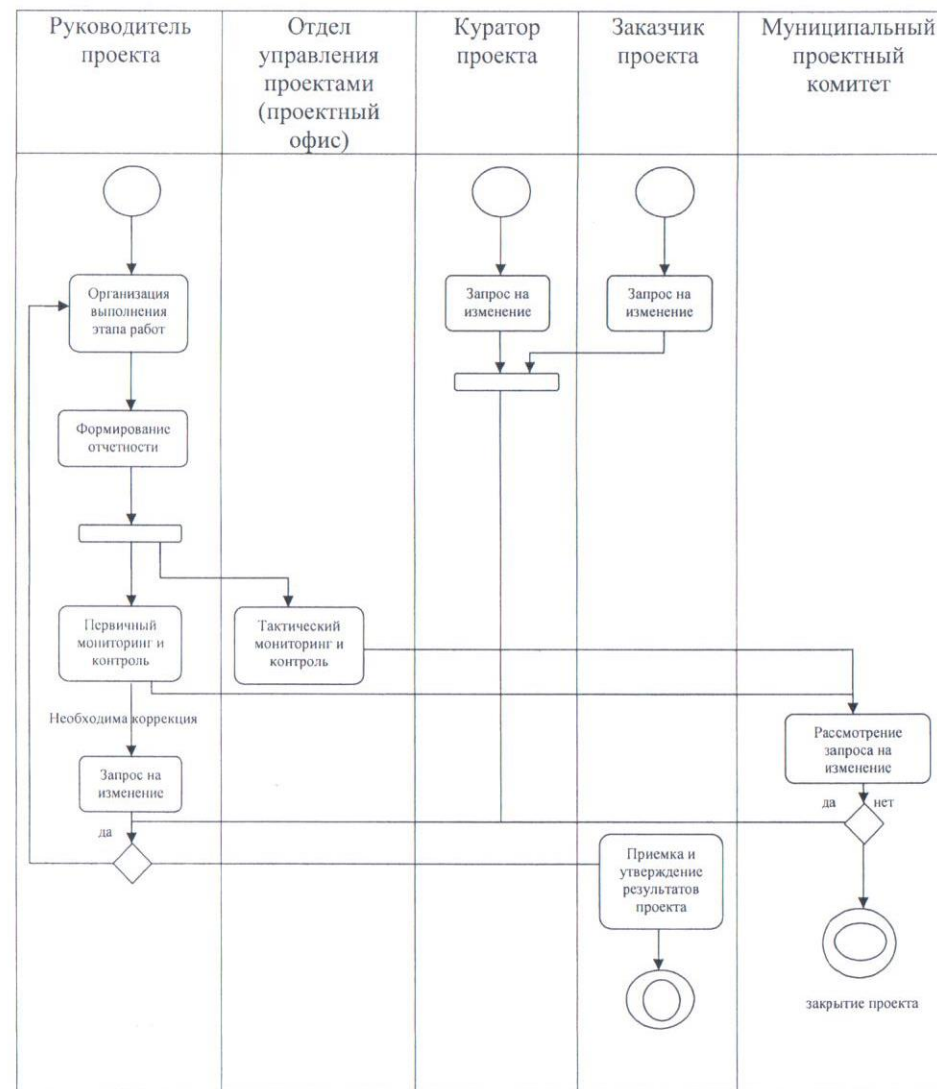 Руководитель
проекта
Отдел
управления
проектами
(проектный
офис)
Куратор
проекта
Заказчик
проекта
Муниципальный
проектный
комитет
Организация
выполнения
этапа работ
Запрос на
изменение
Запрос на
изменение
Формирование
отчетности
Первичный
мониторинг и
контроль
Тактический
мониторинг и
контроль
Необходима коррекция
Рассмотрение
запроса на
изменение
Запрос на
изменение
да
нет
да
Приемка и
утверждение
результатов
проекта
закрытие проекта